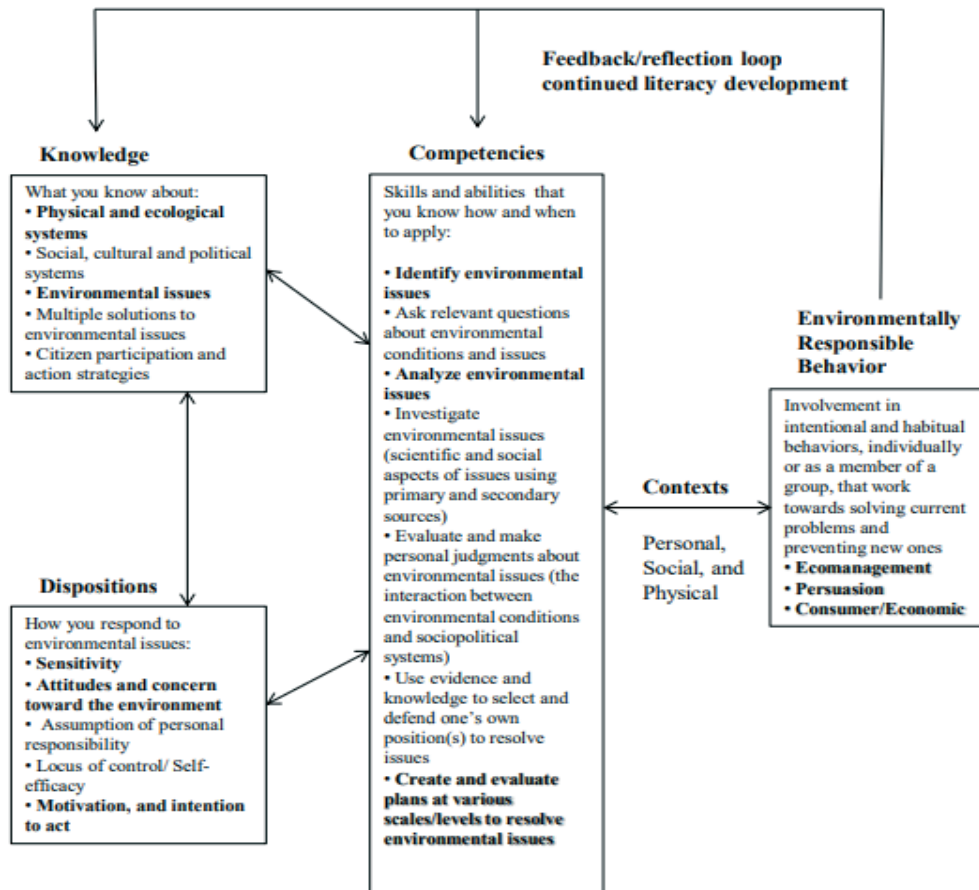 Feedback/reflection loop
continued literacy development
Knowledge
What you know about:
• Physical and ecological
systems
• Social, cultural and political
systems
• Environmental issues
• Multiple solutions to
environmental issues
• Citizen participation and
action strategies
Dispositions
How you respond to
environmental issues:
• Sensitivity
• Attitudes and concern
toward the environment
• Assumption of personal
responsibility
• Locus of control/ Self-
efficacy
• Motivation, and intention
to act
Competencies
Skills and abilities that
you know how and when
to apply:
• Identify environmental
issues
• Ask relevant questions
about environmental
conditions and issues
• Analyze environmental
issues
• Investigate
environmental issues
(scientific and social
aspects of issues using
primary and secondary
sources)
• Evaluate and make
personal judgments about
environmental issues (the
interaction between
environmental conditions
and sociopolitical
systems)
• Use evidence and
knowledge to select and
defend one's own
position(s) to resolve
issues
• Create and evaluate
plans at various
scales/levels to resolve
environmental issues
Contexts
Personal,
Social, and
Physical
Environmentally
Responsible
Behavior
Involvement in
intentional and habitual
behaviors, individually
or as a member of a
group, that work
towards solving current
problems and
preventing new ones
• Ecomanagement
• Persuasion
• Consumer/Economic